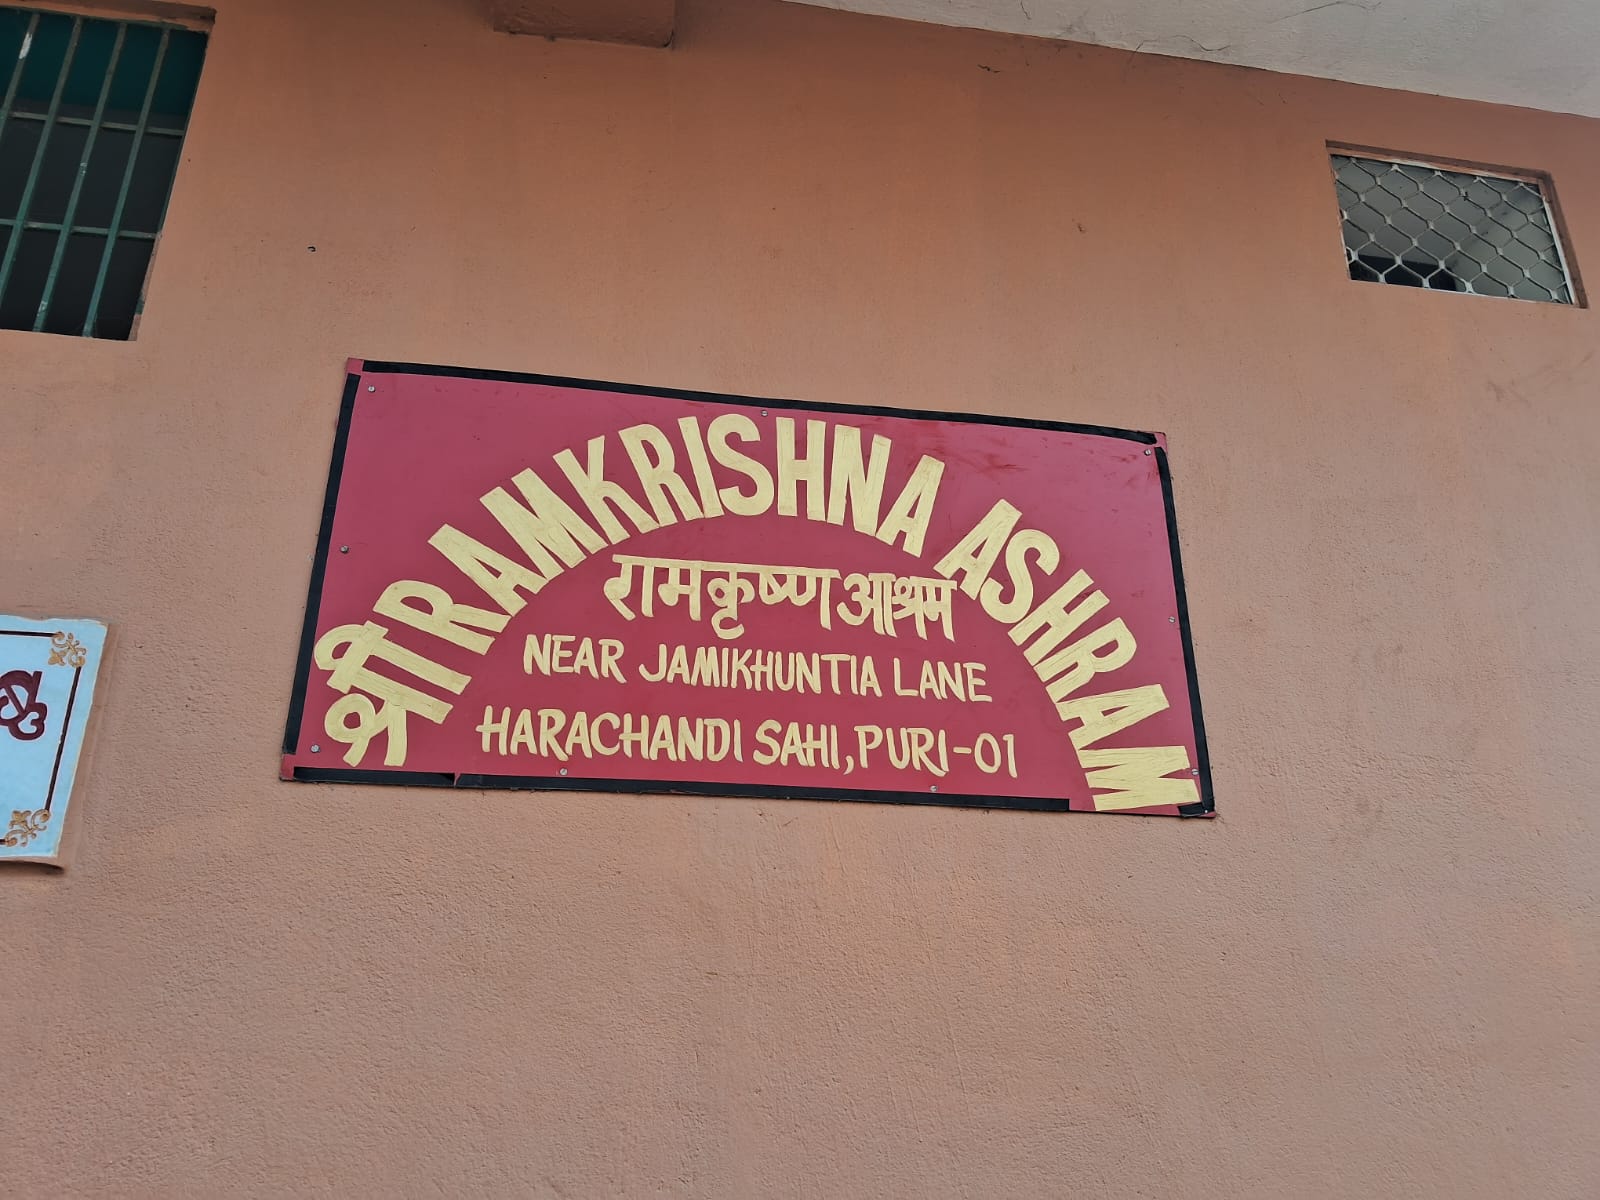 श्री RAMKRISHNA ASHRAM
रामकृष्ण आश्रम
NEAR JAMIKHUNTIA LANE
HARACHANDI SAHI, PURI-01